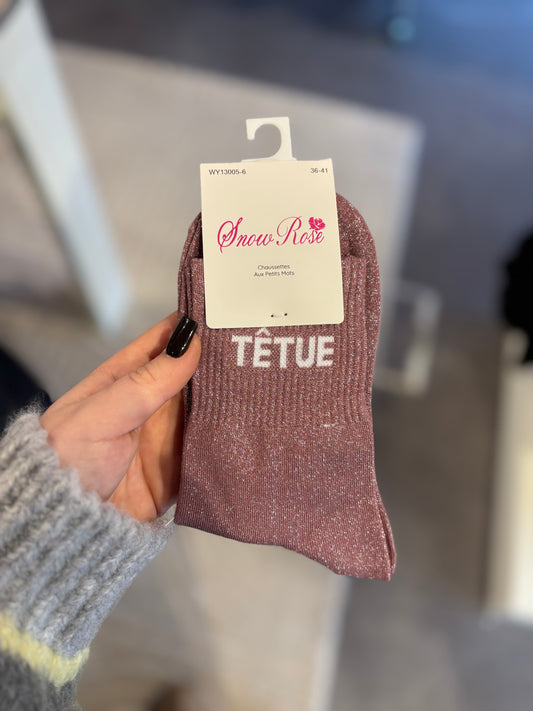 WY13005-6 36-41
Snow Rose
Chaussettes
Aux Petits Mots
TÊTUE